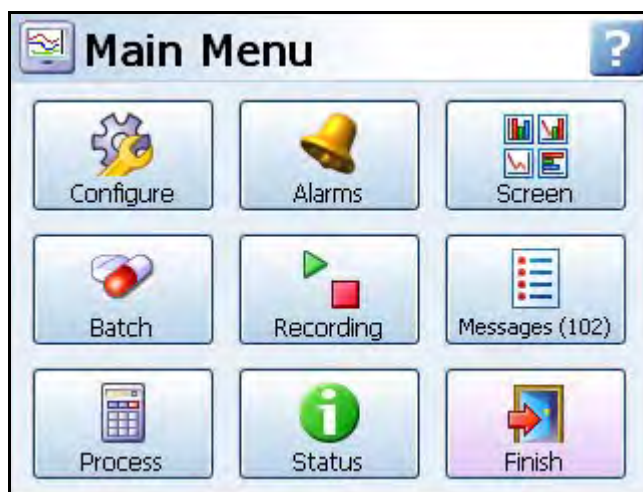 Main Menu
?
Configure
Alarms
Screen
Batch
Recording
Messages (102)
Process
Status
Finish